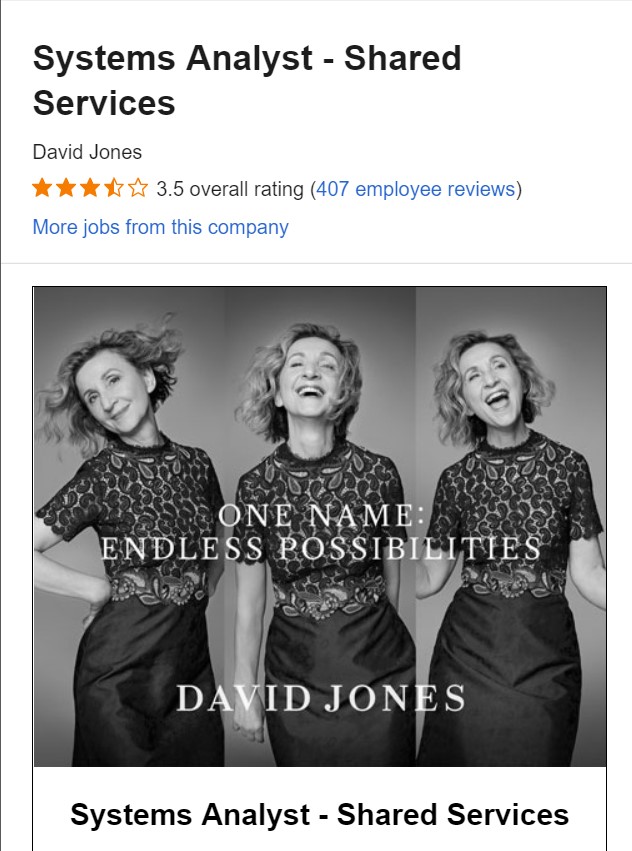 Systems Analyst - Shared
Services
David Jones
3.5 overall rating (407 employee reviews)
More jobs from this company
ONE NAME:
ENDLESS POSSIBILITIES
DAVID JONES
Systems Analyst - Shared Services